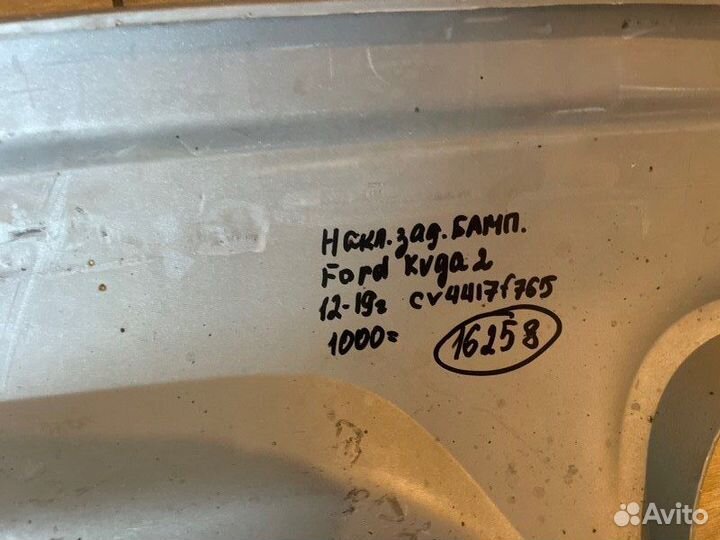 Накл. зад. БАМП.
Ford Kuga 2
12-19г cv4417f765
1000=
16258
Avito